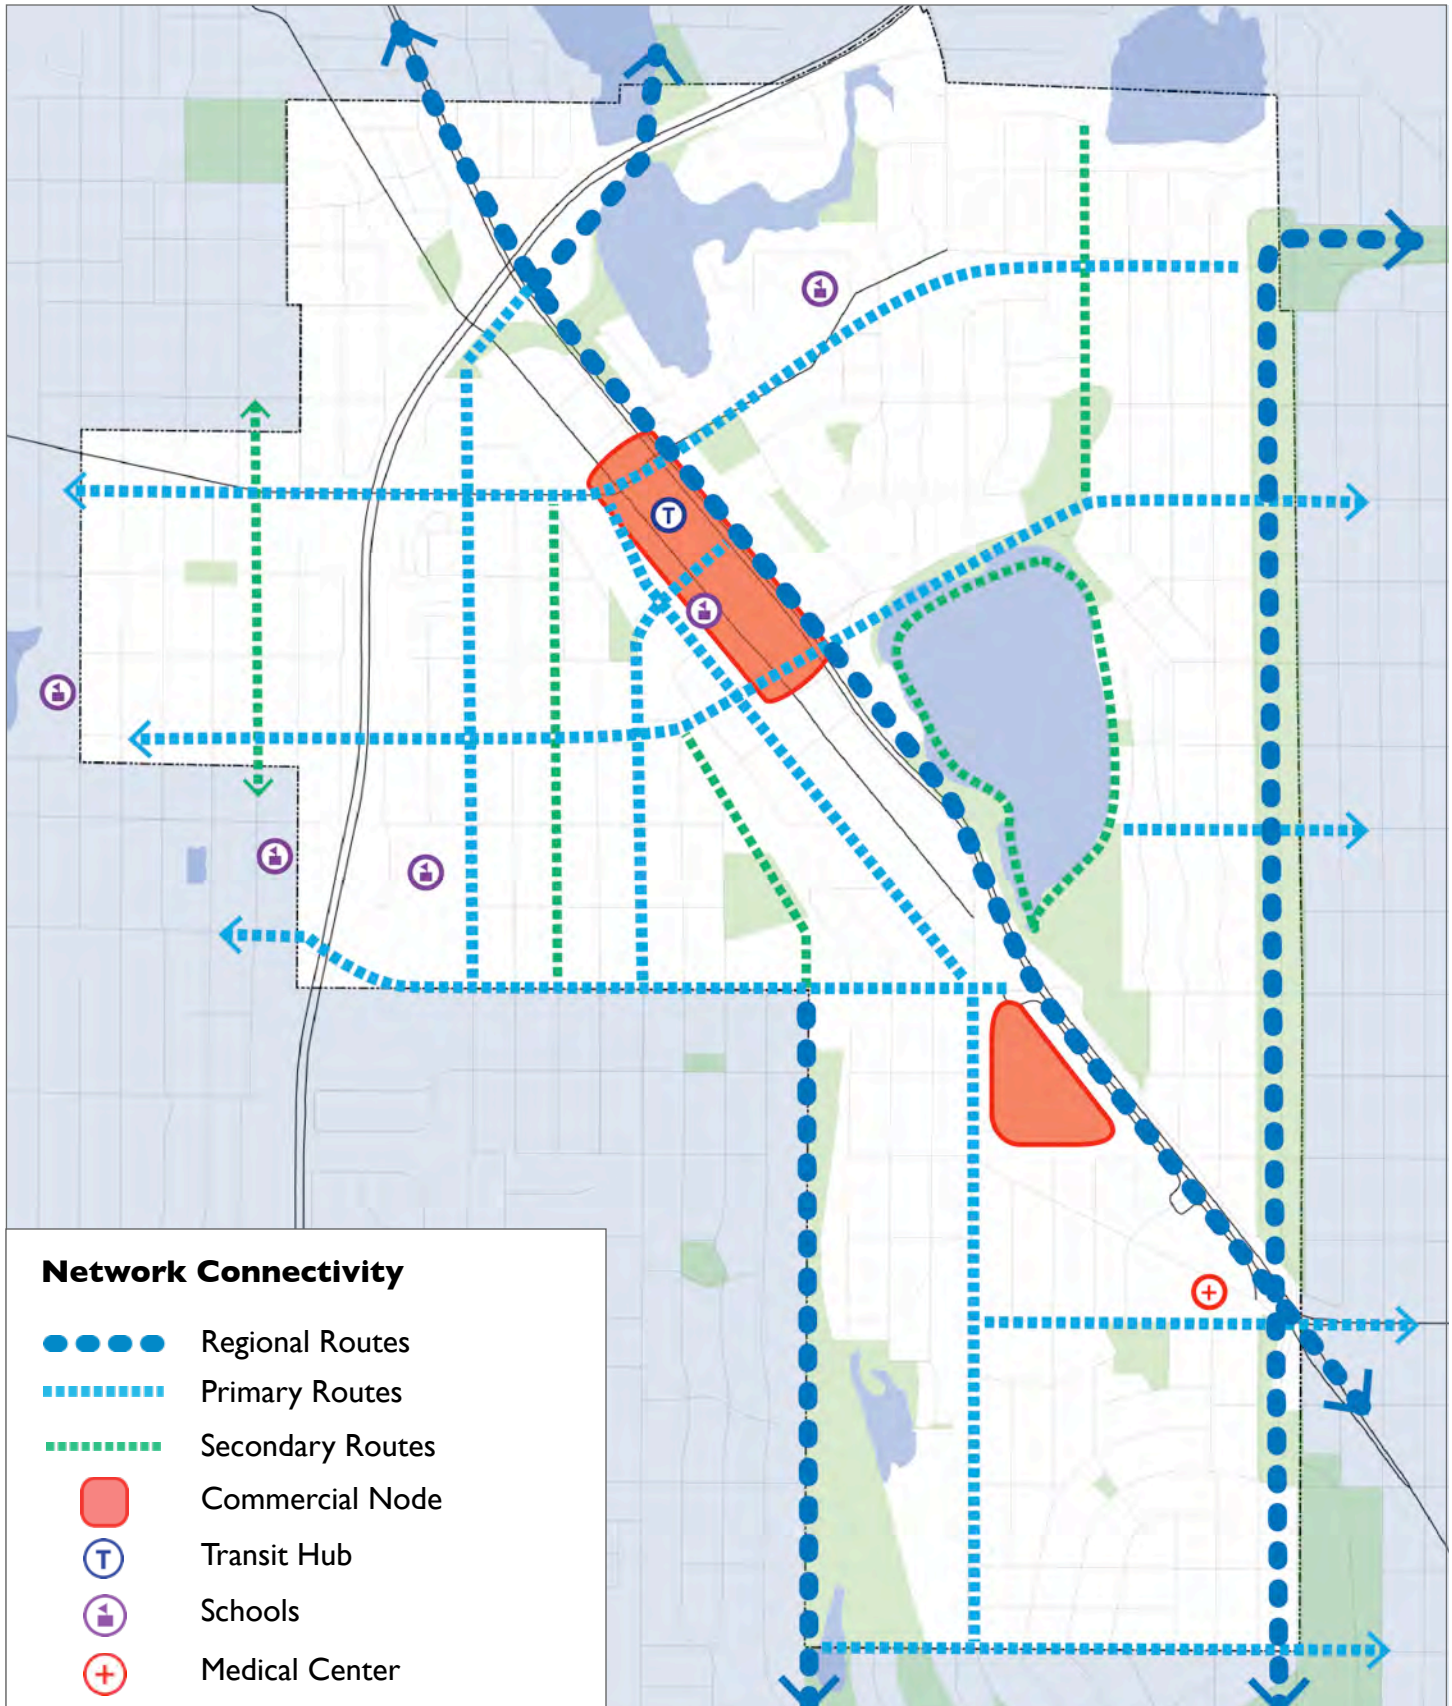 T
Network Connectivity
Regional Routes
Primary Routes
Secondary Routes
Commercial Node
T Transit Hub
Schools
Medical Center